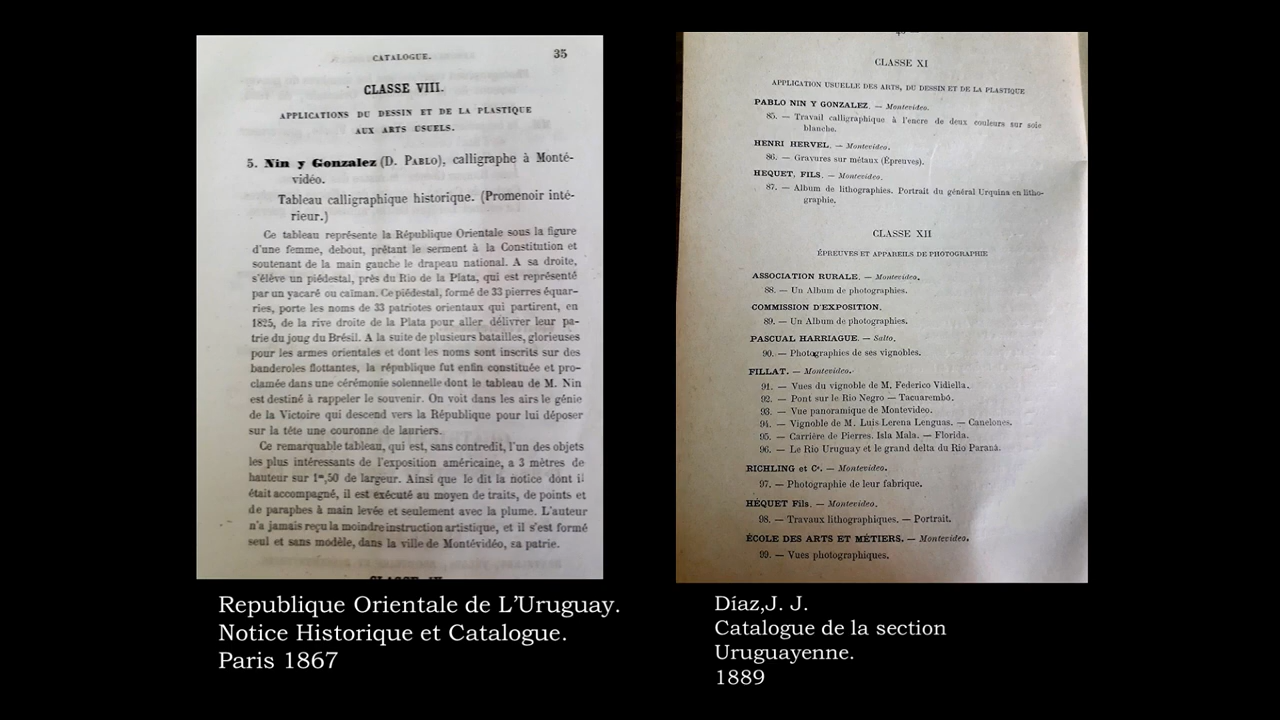 CATALOGUE. 35
CLASSE VIII.
APPLICATIONS DU DESSIN ET DE LA PLASTIQUE
AUX ARTS USUELS.
5. Nin y Gonzalez (D. PABLO), calligraphe à Monté-
vidéo.
Tableau calligraphique historique. (Promenoir inté-
rieur.)
Ce tableau représente la République Orientale sous la figure
d'une femme, debout, prêtant le serment à la Constitution et
soutenant de la main gauche le drapeau national. A sa droite,
s'élève un piédestal, près du Rio de la Plata, qui est représenté
par un yacaré ou caïman. Ce piédestal, formé de 33 pierres équar-
ries, porte les noms de 33 patriotes orientaux qui partirent, en
1825, de la rive droite de la Plata pour aller délivrer leur pa-
trie du joug du Brésil. A la suite de plusieurs batailles, glorieuses
pour les armes orientales et dont les noms sont inscrits sur des
banderoles flottantes, la république fut enfin constituée et pro-
clamée dans une cérémonie solennelle dont le tableau de M. Nin
est destiné à rappeler le souvenir. On voit dans les airs le génie
de la Victoire qui descend vers la République pour lui déposer
sur la tête une couronne de lauriers.
Ce remarquable tableau, qui est, sans contredit, l'un des objets
les plus intéressants de l'exposition américaine, a 3 mètres de
hauteur sur 1m,50 de largeur. Ainsi que le dit la notice dont il
était accompagné, il est exécuté au moyen de traits, de points et
de paraphes à main levée et seulement avec la plume. L'auteur
n'a jamais reçu la moindre instruction artistique, et il s'est formé
seul et sans modèle, dans la ville de Montévidéo, sa patrie.
Republique Orientale de L'Uruguay.
Notice Historique et Catalogue.
Paris 1867
CLASSE XI
APPLICATION USUELLE DES ARTS, DU DESSIN ET DE LA PLASTIQUE
PABLO NIN Y GONZALEZ. — Montevideo.
85. — Travail calligraphique à l'encre de deux couleurs sur soie
blanche.
HENRI HERVEL. — Montevideo.
86. — Gravures sur métaux (Épreuves).
HEQUET, FILS. — Montevideo.
87. — Album de lithographies. Portrait du général Urquina en litho-
graphie.
CLASSE XII
ÉPREUVES ET APPAREILS DE PHOTOGRAPHIE
ASSOCIATION RURALE. — Montevideo.
88. — Un Album de photographies.
COMMISSION D'EXPOSITION.
89. — Un Album de photographies.
PASCUAL HARRIAGUE. — Salto.
90. — Photographies de ses vignobles.
FILLAT. — Montevideo.
91. — Vues du vignoble de M. Federico Vidiella.
92. — Pont sur le Rio Negro — Tacuarembó.
93. — Vue panoramique de Montevideo.
94. — Vignoble de M. Luis Lerena Lenguas. — Canelones.
95. — Carrière de Pierres. Isla Mala. — Florida.
96. — Le Rio Uruguay et le grand delta du Rio Paraná.
RICHLING et Ce. — Montevideo.
97. — Photographie de leur fabrique.
HÉQUET Fils. — Montevideo.
98. — Travaux lithographiques. — Portrait.
ÉCOLE DES ARTS ET MÉTIERS. — Montevideo.
99. — Vues photographiques.
Díaz,J. J.
Catalogue de la section
Uruguayenne.
1889